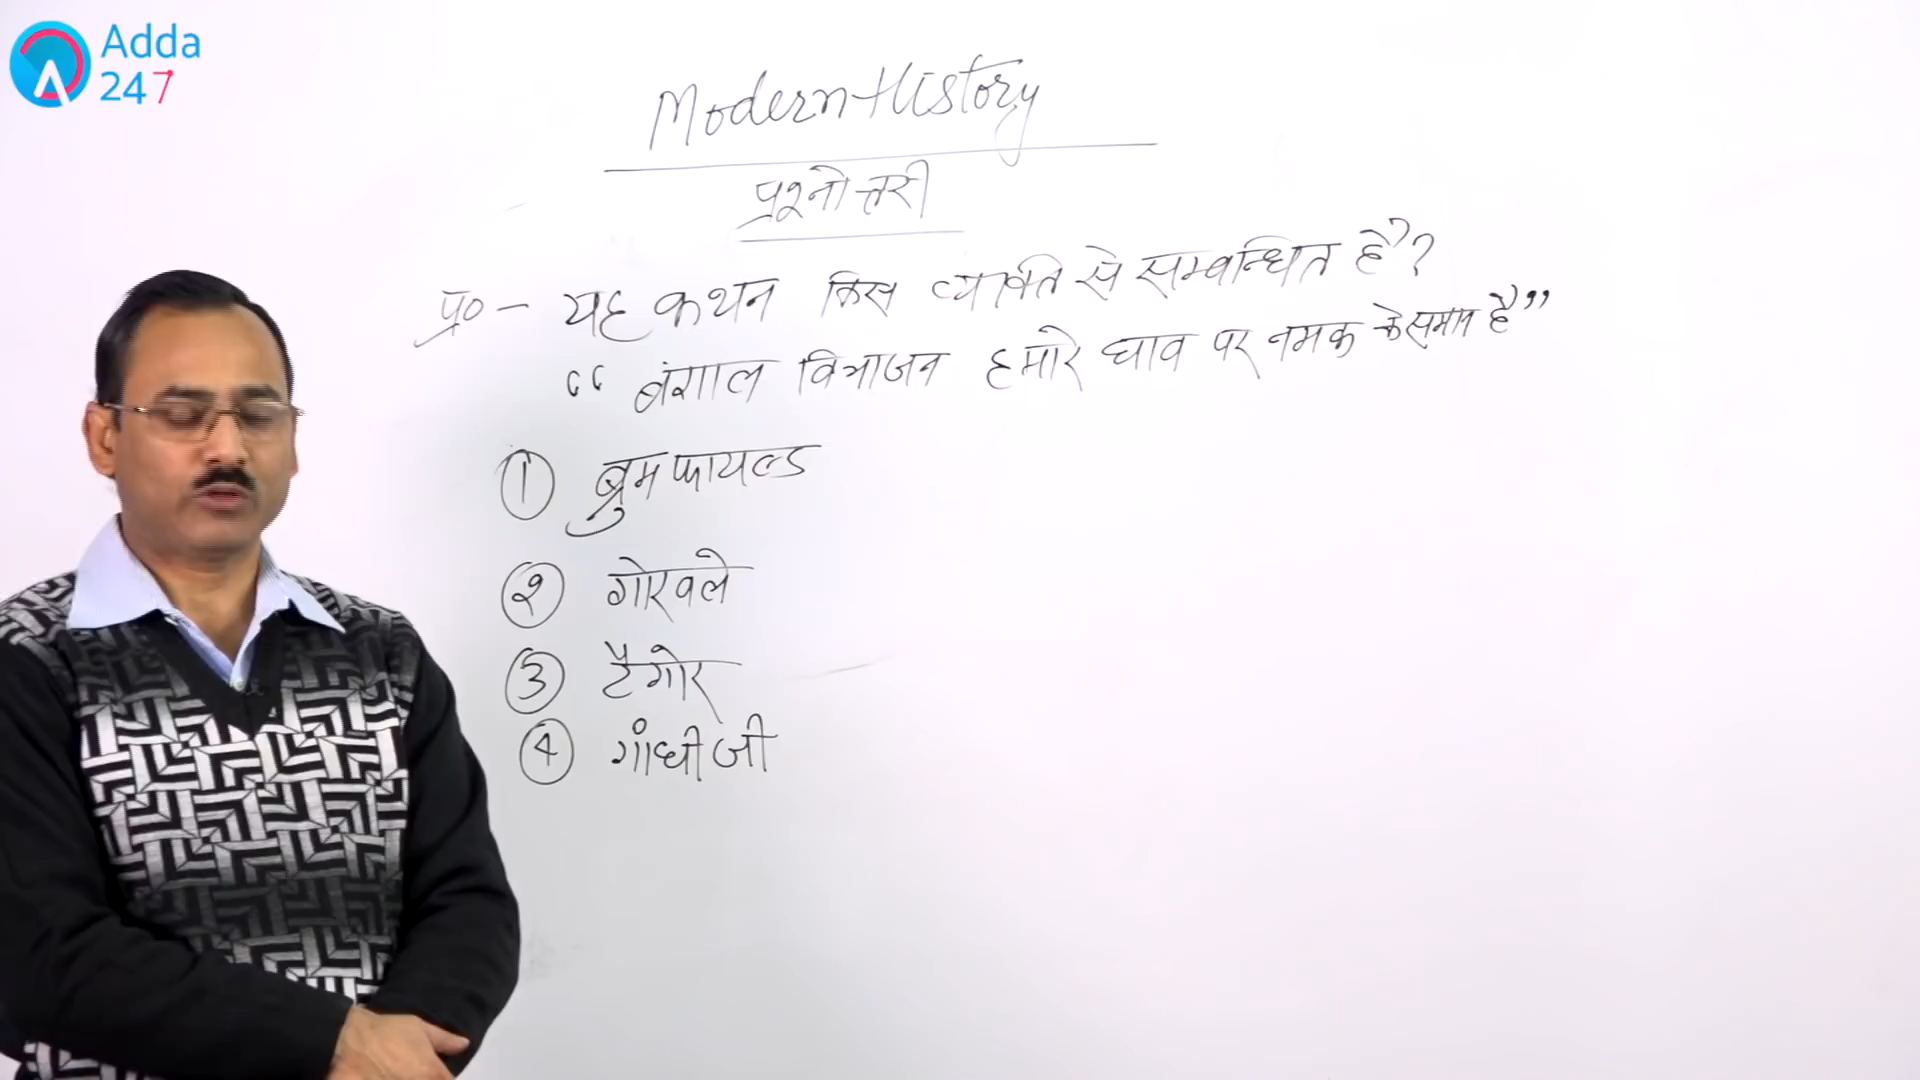 Adda
247
Modern History
प्रश्नोत्तरी
प्र०- यह कथन किस व्यक्ति से सम्बन्धित है?
“ बंगाल विभाजन हमारे घाव पर नमक के समान है”
① ब्रुमफायल्ड
② गोखले
③ टैगोर
④ गांधी जी